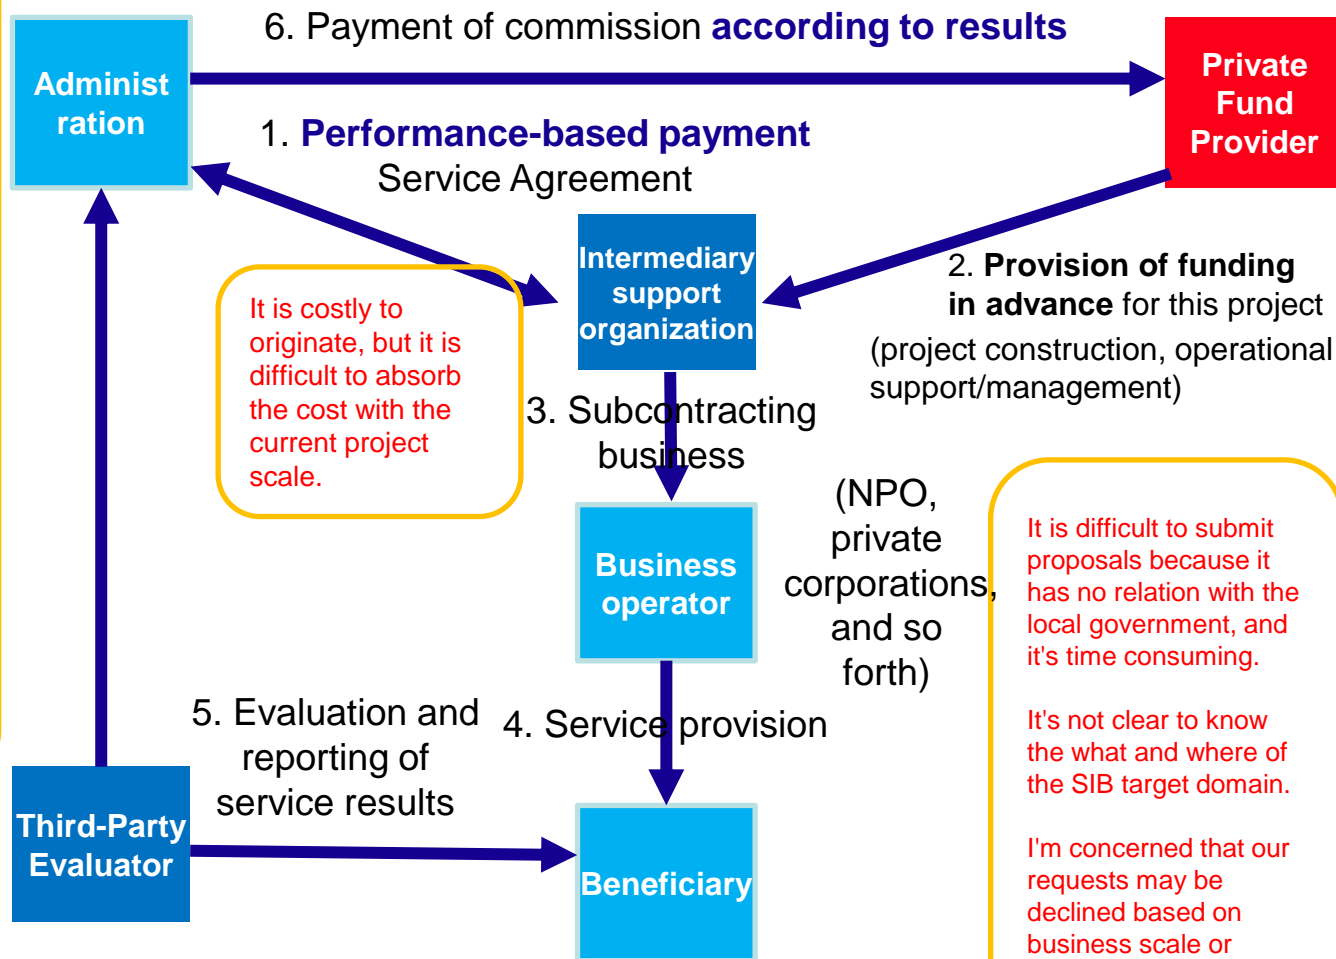 6. Payment of commission according to results
Administ
ration
Private
Fund
Provider
1. Performance-based payment
Service Agreement
Intermediary
support
organization
2. Provision of funding
in advance for this project
(project construction, operational
support/management)
It is costly to
originate, but it is
difficult to absorb
the cost with the
current project
scale.
3. Subcontracting
business
(NPO,
private
corporations,
and so
forth)
Business
operator
It is difficult to submit
proposals because it
has no relation with the
local government, and
it's time consuming.
It's not clear to know
the what and where of
the SIB target domain.
I'm concerned that our
requests may be
declined based on
business scale or
5. Evaluation and
reporting of
service results
4. Service provision
Third-Party
Evaluator
Beneficiary